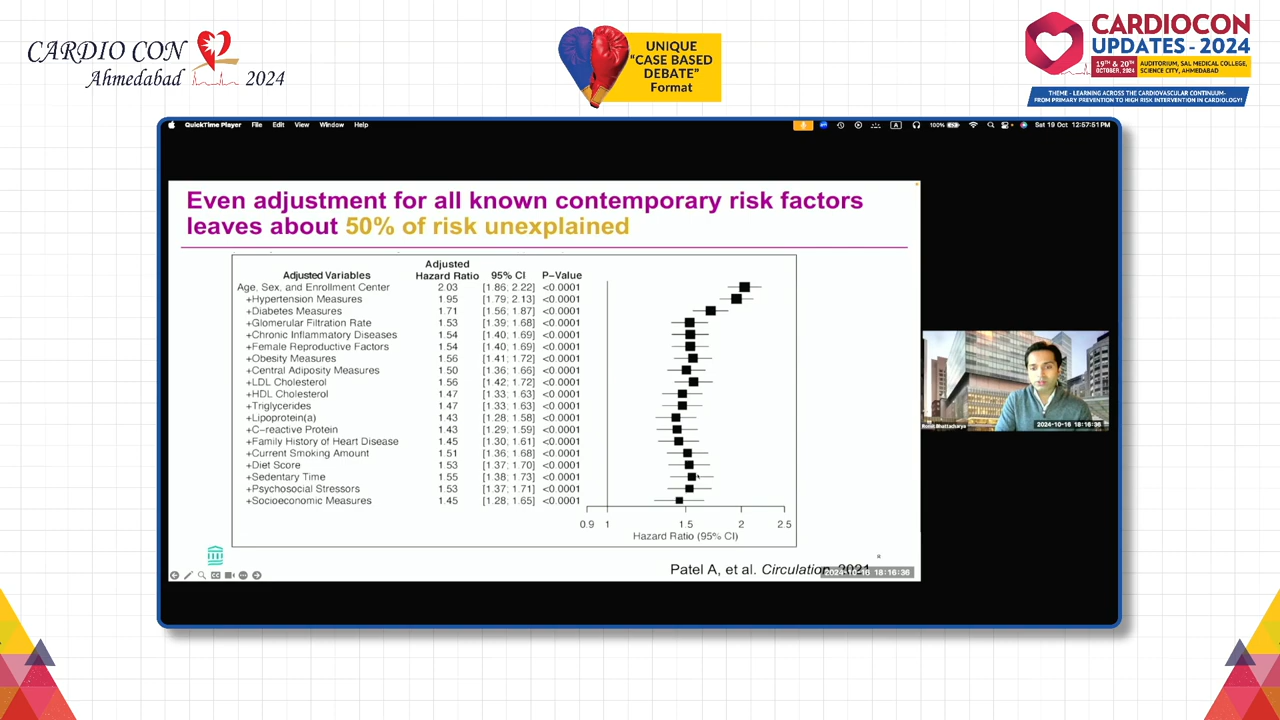 CARDIO CON
Ahmedabad 2024
UNIQUE
"CASE BASED
DEBATE"
Format
CARDIOCON
UPDATES - 2024
19TH & 20TH
OCTOBER, 2024
AUDITORIUM, SAL MEDICAL COLLEGE,
SCIENCE CITY, AHMEDABAD
THEME - LEARNING ACROSS THE CARDIOVASCULAR CONTINUUM-
FROM PRIMARY PREVENTION TO HIGH RISK INTERVENTION IN CARDIOLOGY!
QuickTime Player File Edit View Window Help
A 100% Sat 19 Oct 12:57:51 PM
Even adjustment for all known contemporary risk factors
leaves about 50% of risk unexplained
Adjusted Variables Adjusted Hazard Ratio 95% CI P-Value
Age, Sex, and Enrollment Center 2.03 [1.86; 2.22] <0.0001
+Hypertension Measures 1.95 [1.79; 2.13] <0.0001
+Diabetes Measures 1.71 [1.56; 1.87] <0.0001
+Glomerular Filtration Rate 1.53 [1.39; 1.68] <0.0001
+Chronic Inflammatory Diseases 1.54 [1.40; 1.69] <0.0001
+Female Reproductive Factors 1.54 [1.40; 1.69] <0.0001
+Obesity Measures 1.56 [1.41; 1.72] <0.0001
+Central Adiposity Measures 1.50 [1.36; 1.66] <0.0001
+LDL Cholesterol 1.56 [1.42; 1.72] <0.0001
+HDL Cholesterol 1.47 [1.33; 1.63] <0.0001
+Triglycerides 1.47 [1.33; 1.63] <0.0001
+Lipoprotein(a) 1.43 [1.28; 1.58] <0.0001
+C-reactive Protein 1.43 [1.29; 1.59] <0.0001
+Family History of Heart Disease 1.45 [1.30; 1.61] <0.0001
+Current Smoking Amount 1.51 [1.36; 1.68] <0.0001
+Diet Score 1.53 [1.37; 1.70] <0.0001
+Sedentary Time 1.55 [1.38; 1.73] <0.0001
+Psychosocial Stressors 1.53 [1.37; 1.71] <0.0001
+Socioeconomic Measures 1.45 [1.28; 1.65] <0.0001
0.9 1 1.5 2 2.5
Hazard Ratio (95% CI)
Patel A, et al. Circulation, 2021
2024-10-16 18:16:36
Romit Bhattacharya
2024-10-16 18:16:36